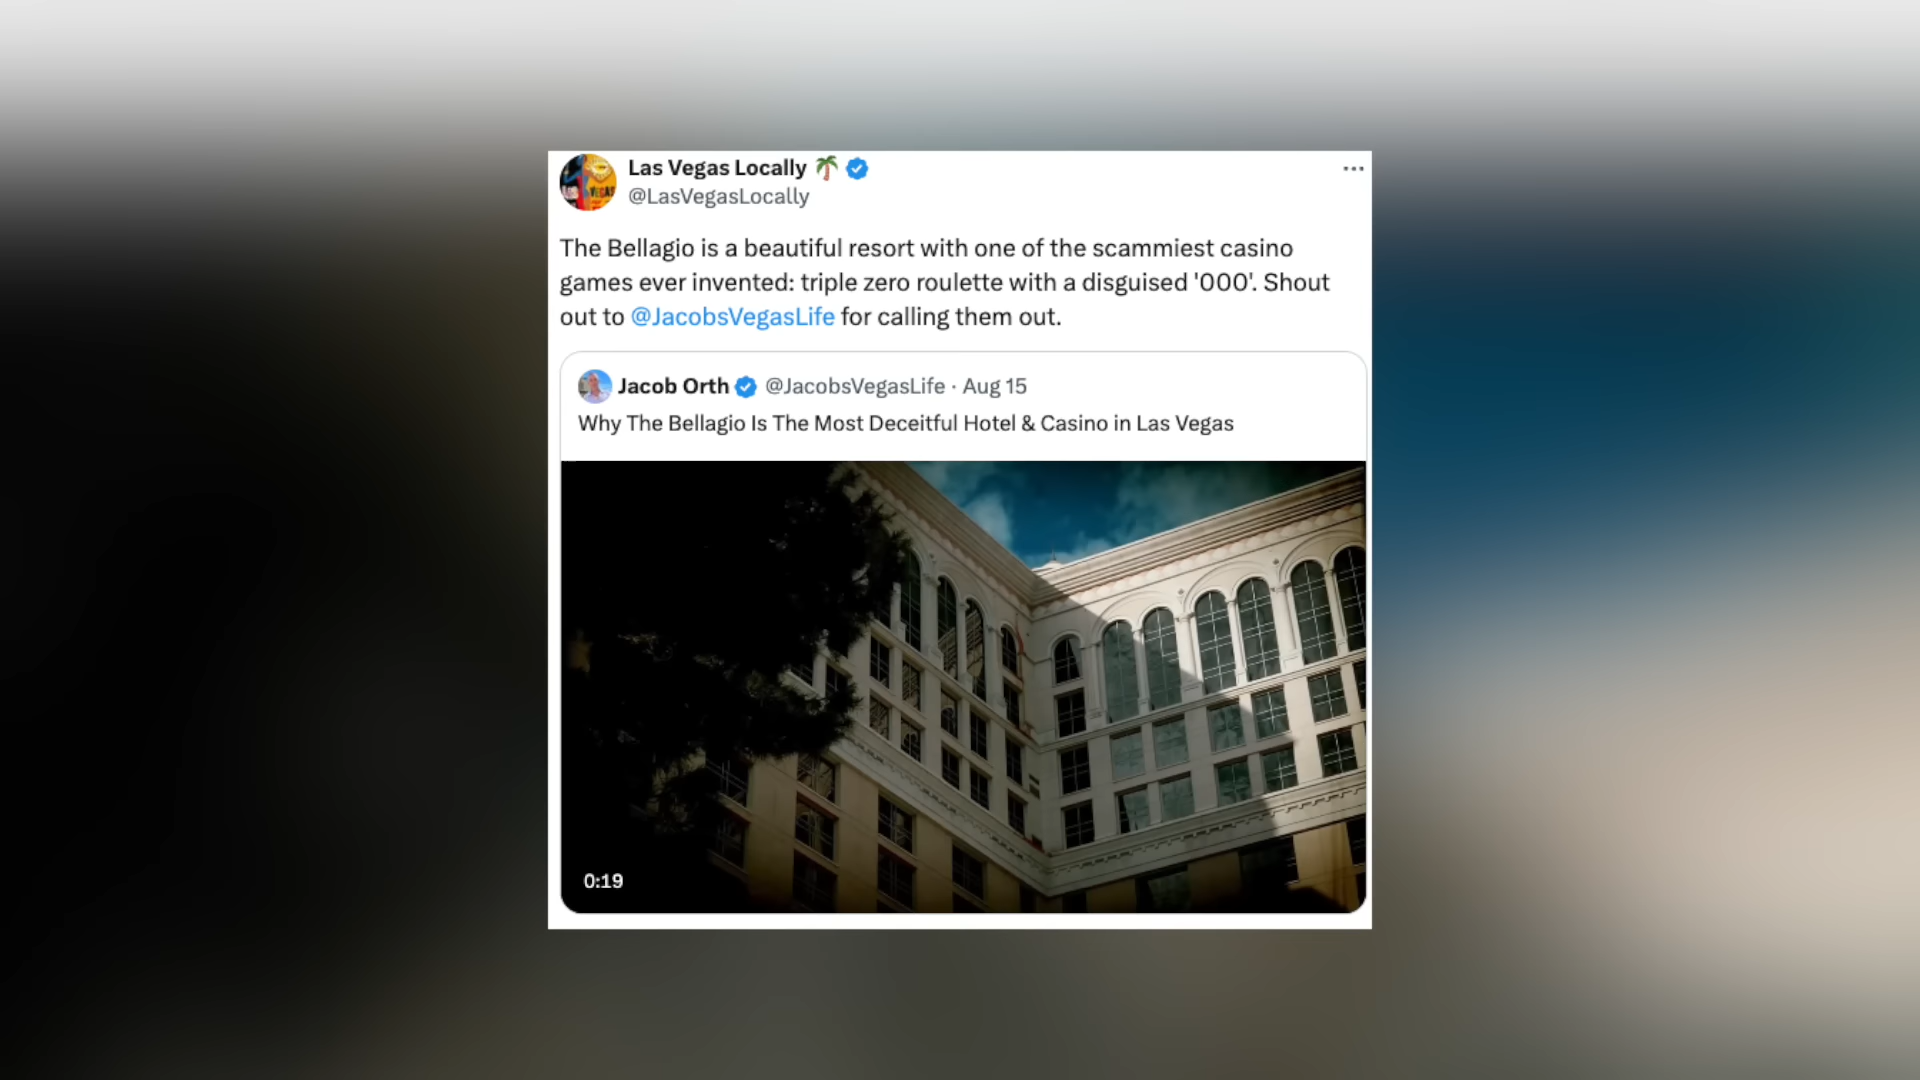 Las Vegas Locally 🌴
@LasVegasLocally
The Bellagio is a beautiful resort with one of the scammiest casino
games ever invented: triple zero roulette with a disguised '000'. Shout
out to @JacobsVegasLife for calling them out.
Jacob Orth @JacobsVegasLife · Aug 15
Why The Bellagio Is The Most Deceitful Hotel & Casino in Las Vegas
0:19